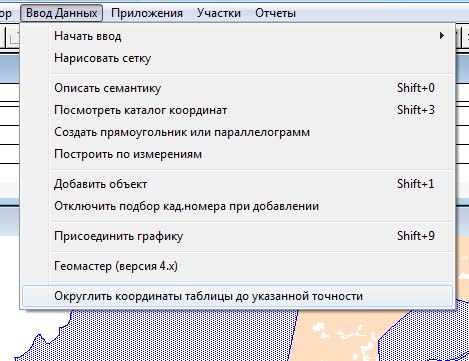 ор Ввод Данных Приложения Участки Отчеты
Начать ввод
Нарисовать сетку
Описать семантику Shift+0
Посмотреть каталог координат Shift+3
Создать прямоугольник или параллелограмм
Построить по измерениям
Добавить объект Shift+1
Отключить подбор кад.номера при добавлении
Присоединить графику Shift+9
Геомастер (версия 4.x)
Округлить координаты таблицы до указанной точности